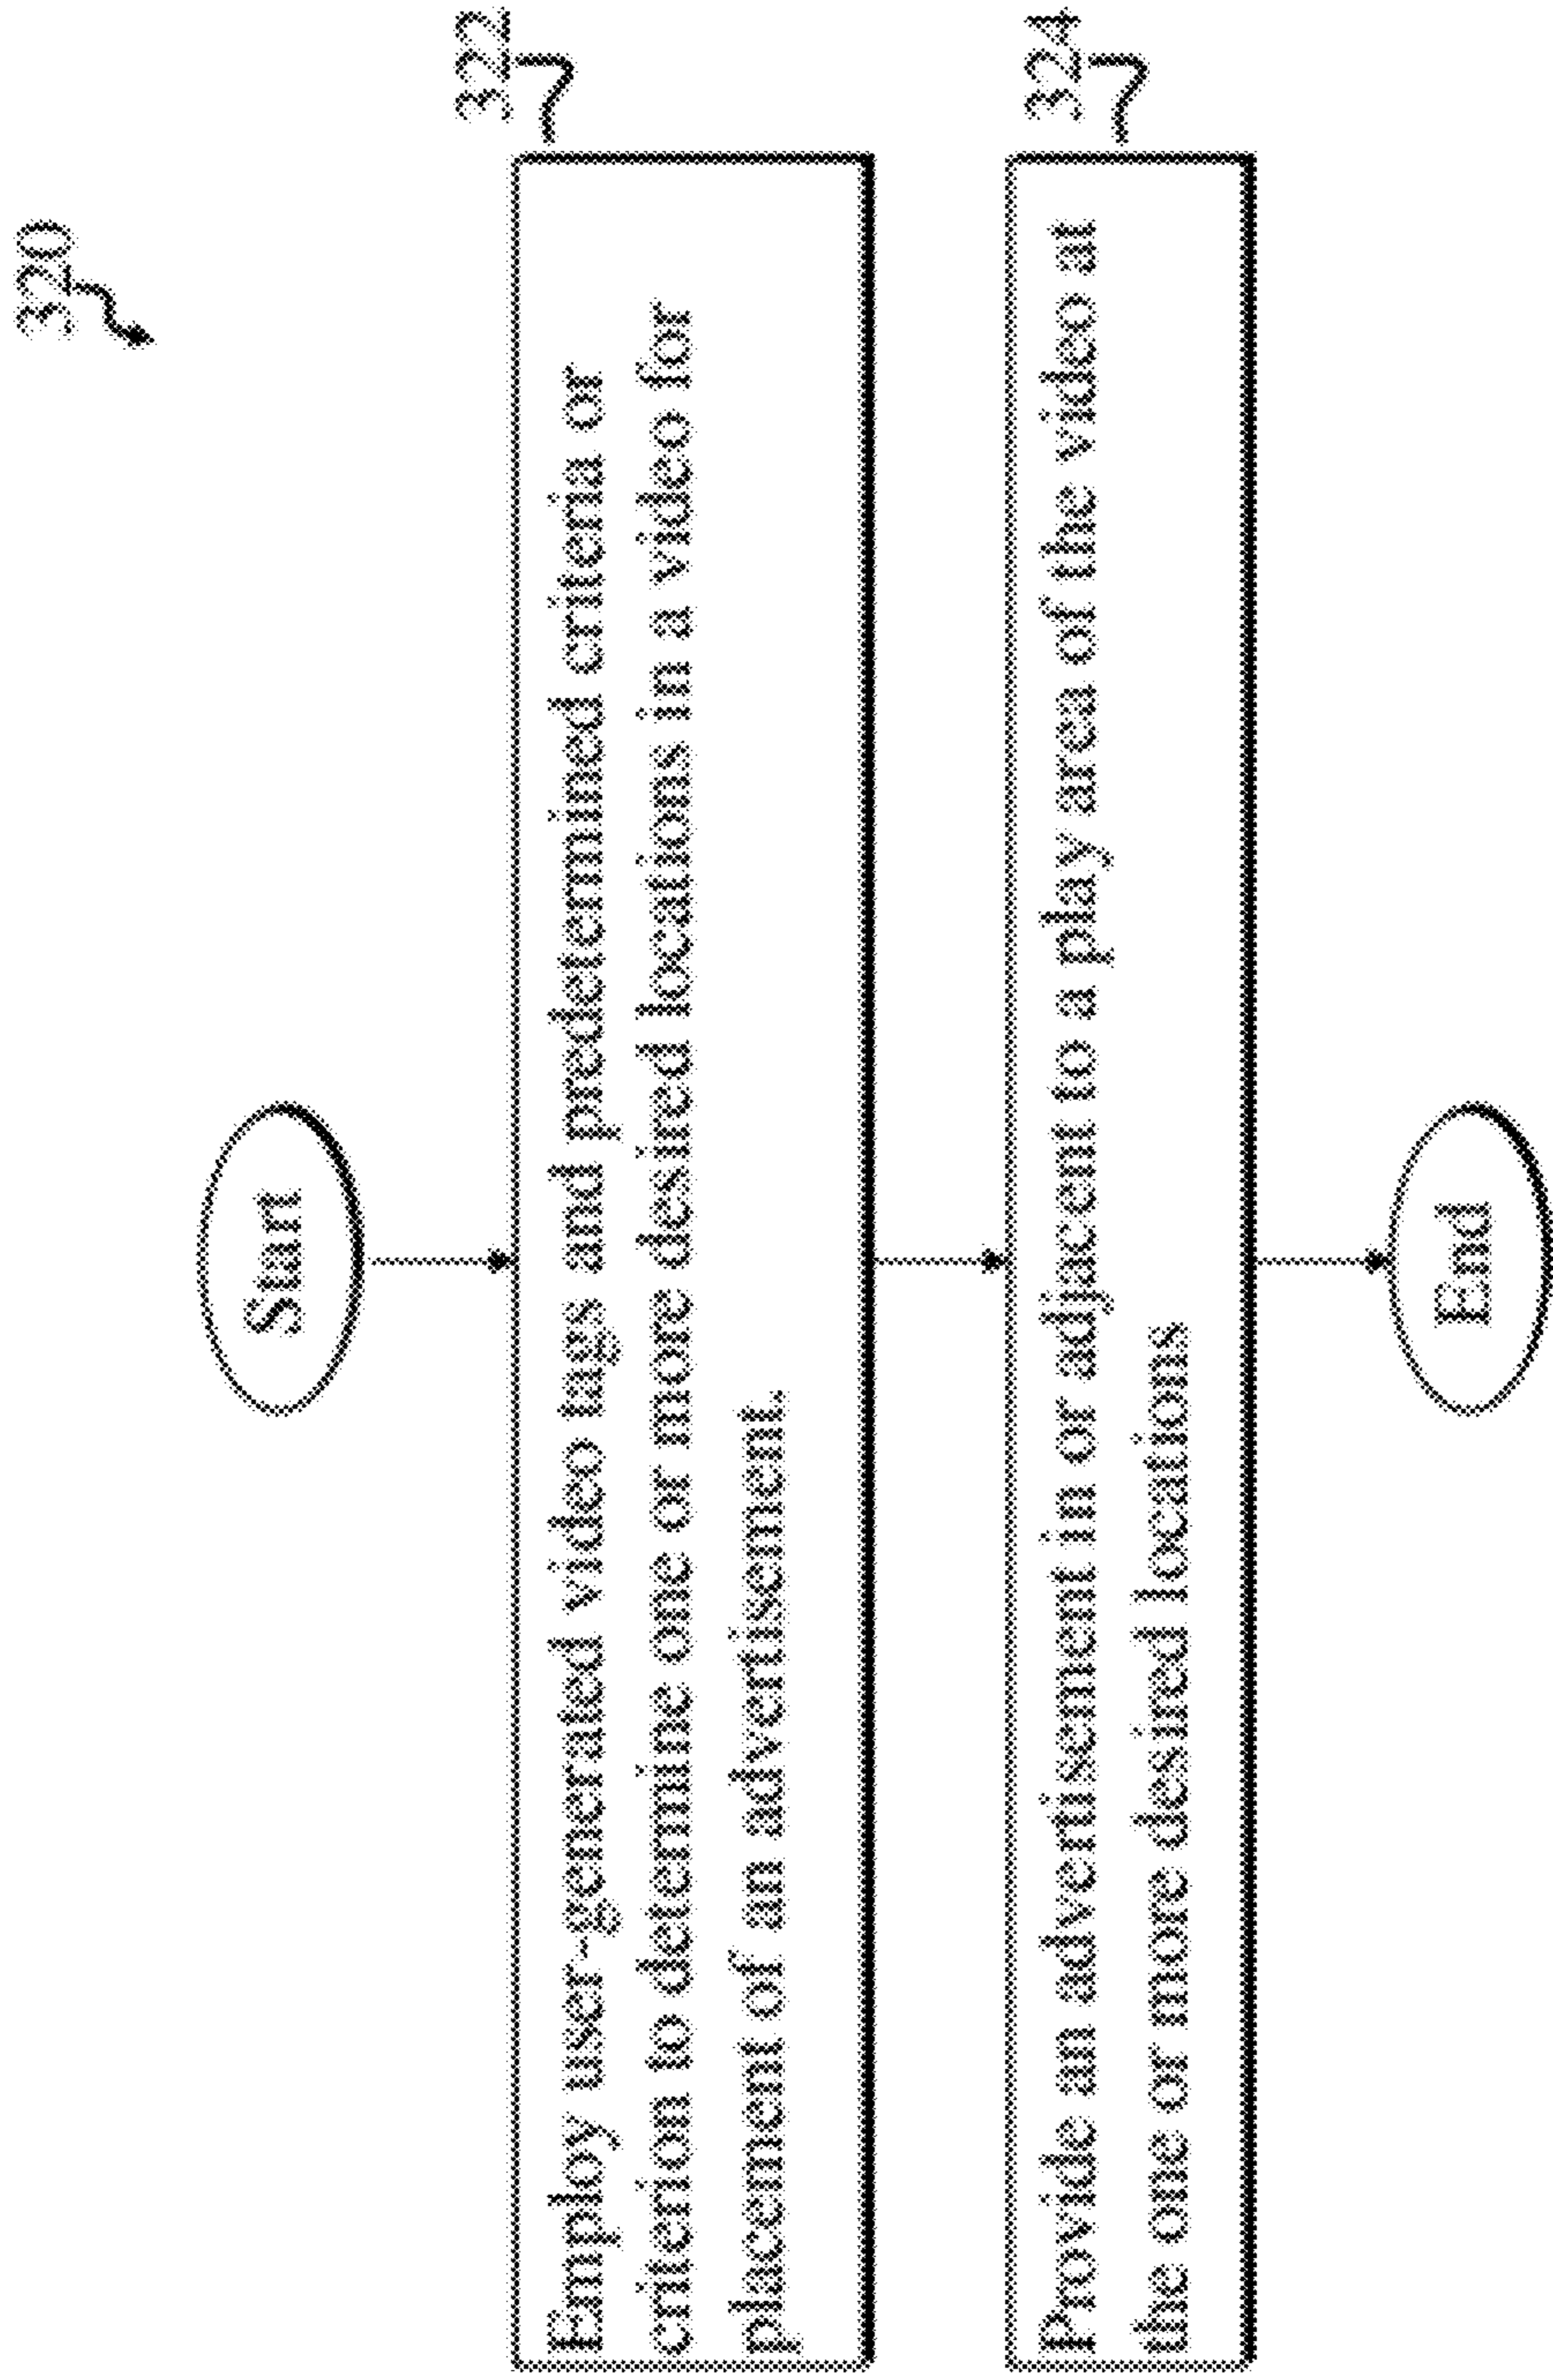 320
Start
322
Employ user-generated video tags and predetermined criteria or
criterion to determine one or more desired locations in a video for
placement of an advertisement.
324
Provide an advertisement in or adjacent to a play area of the video at
the one or more desired locations
End